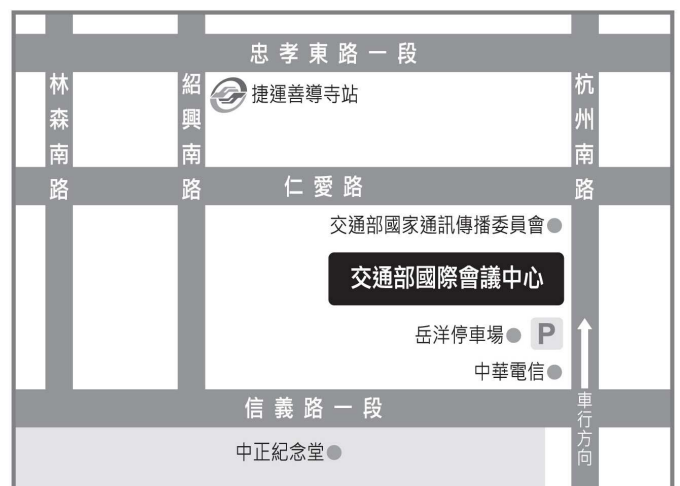 忠孝東路一段
林森南路
紹興南路
捷運善導寺站
杭州南路
仁愛路
交通部國家通訊傳播委員會
交通部國際會議中心
岳洋停車場 P
中華電信
車行方向
信義路一段
中正紀念堂